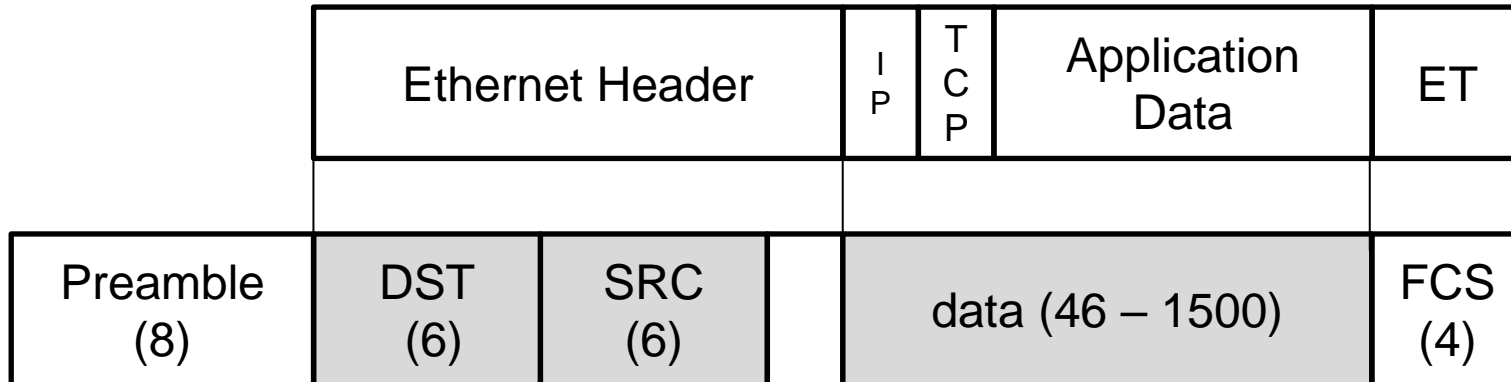 Ethernet Header
I
P
T
C
P
Application
Data
ET
Preamble
(8)
DST
(6)
SRC
(6)
data (46 – 1500)
FCS
(4)